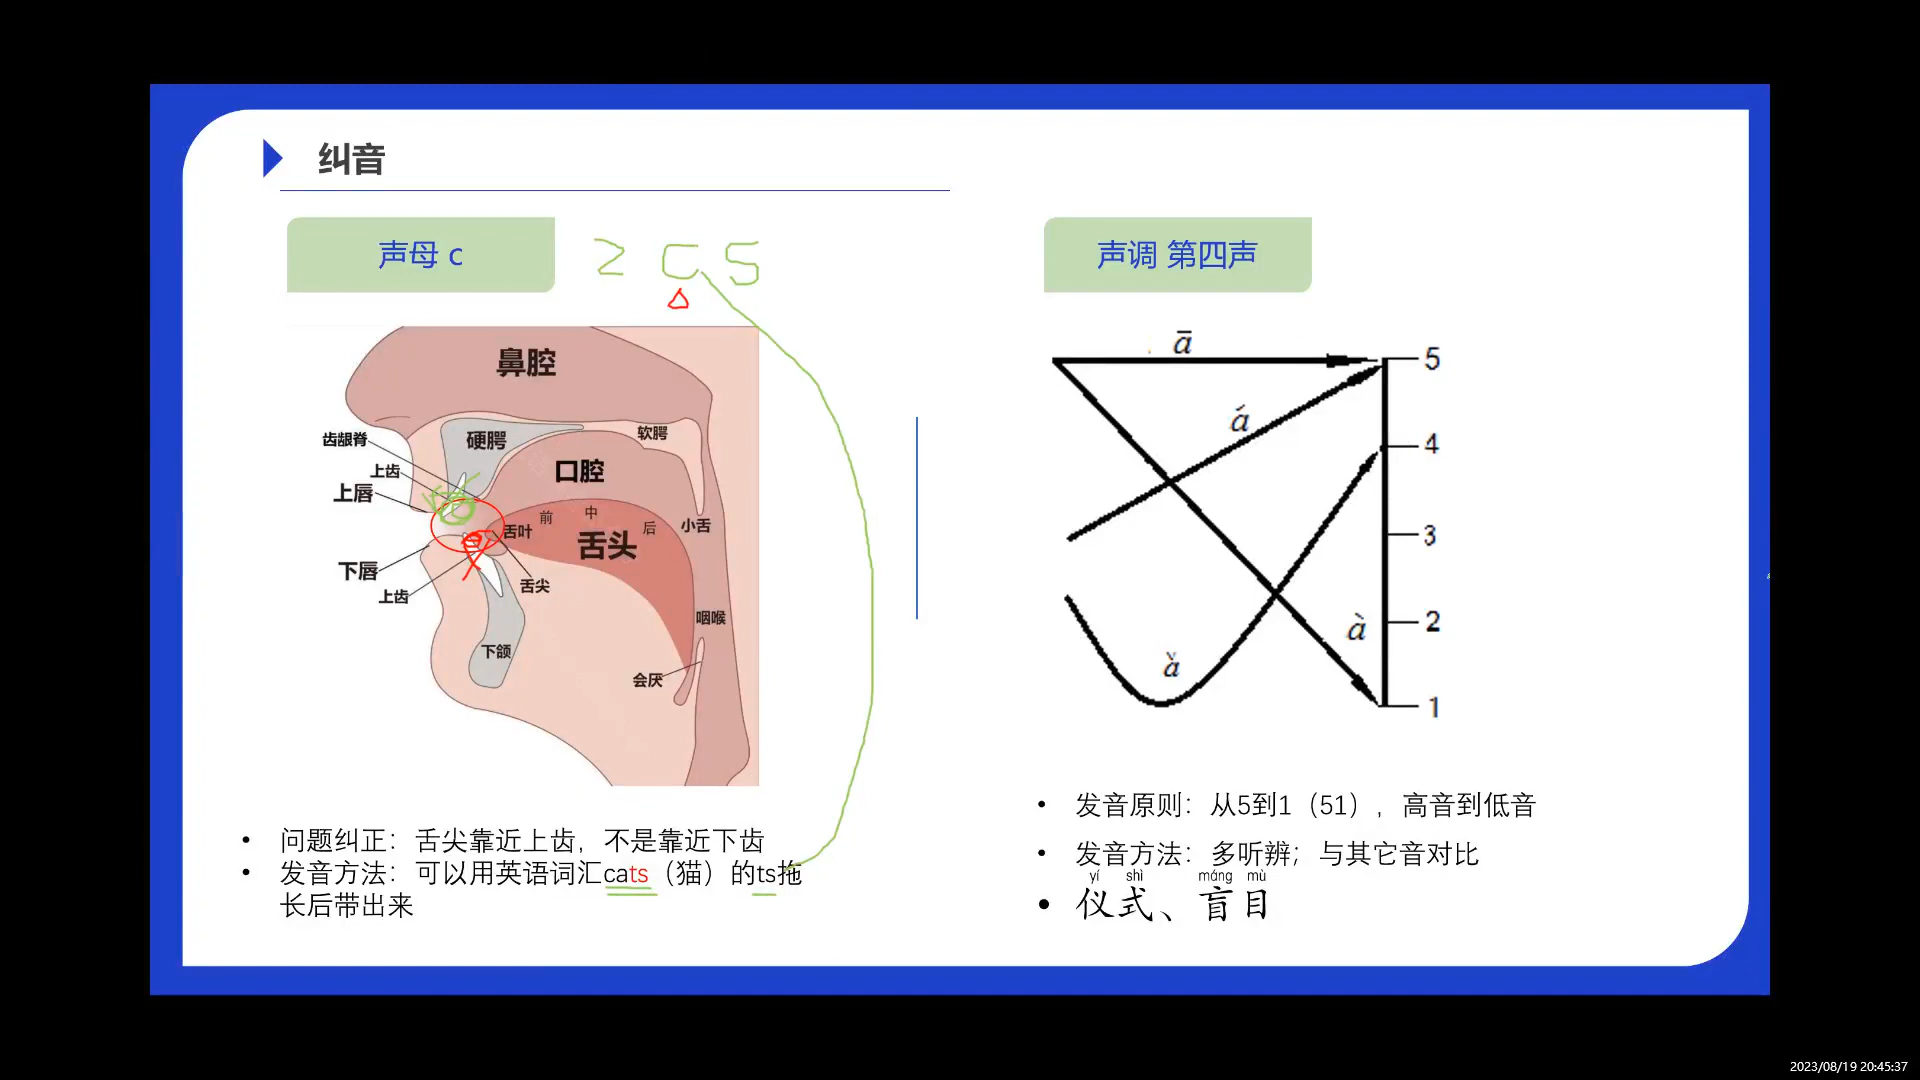 纠音
声母 c
z c s
声调 第四声
鼻腔
齿龈脊
硬腭
软腭
上齿
口腔
上唇
前
中
后
小舌
舌叶
舌头
下唇
舌尖
上齿
咽喉
下颌
会厌
ā
5
á
4
3
à
2
ǎ
1
• 问题纠正：舌尖靠近上齿，不是靠近下齿
• 发音方法：可以用英语词汇cats（猫）的ts拖
长后带出来
• 发音原则：从5到1（51），高音到低音
• 发音方法：多听辨；与其它音对比
yí shì máng mù
• 仪式、盲目
2023/08/19 20:45:37